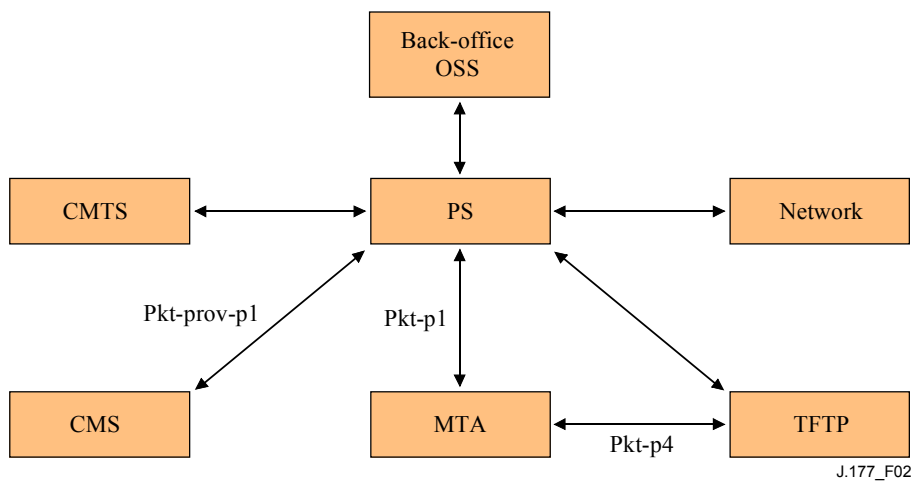 Back-office
OSS
CMTS
PS
Network
Pkt-prov-p1
Pkt-p1
CMS
MTA
TFTP
Pkt-p4
J.177_F02